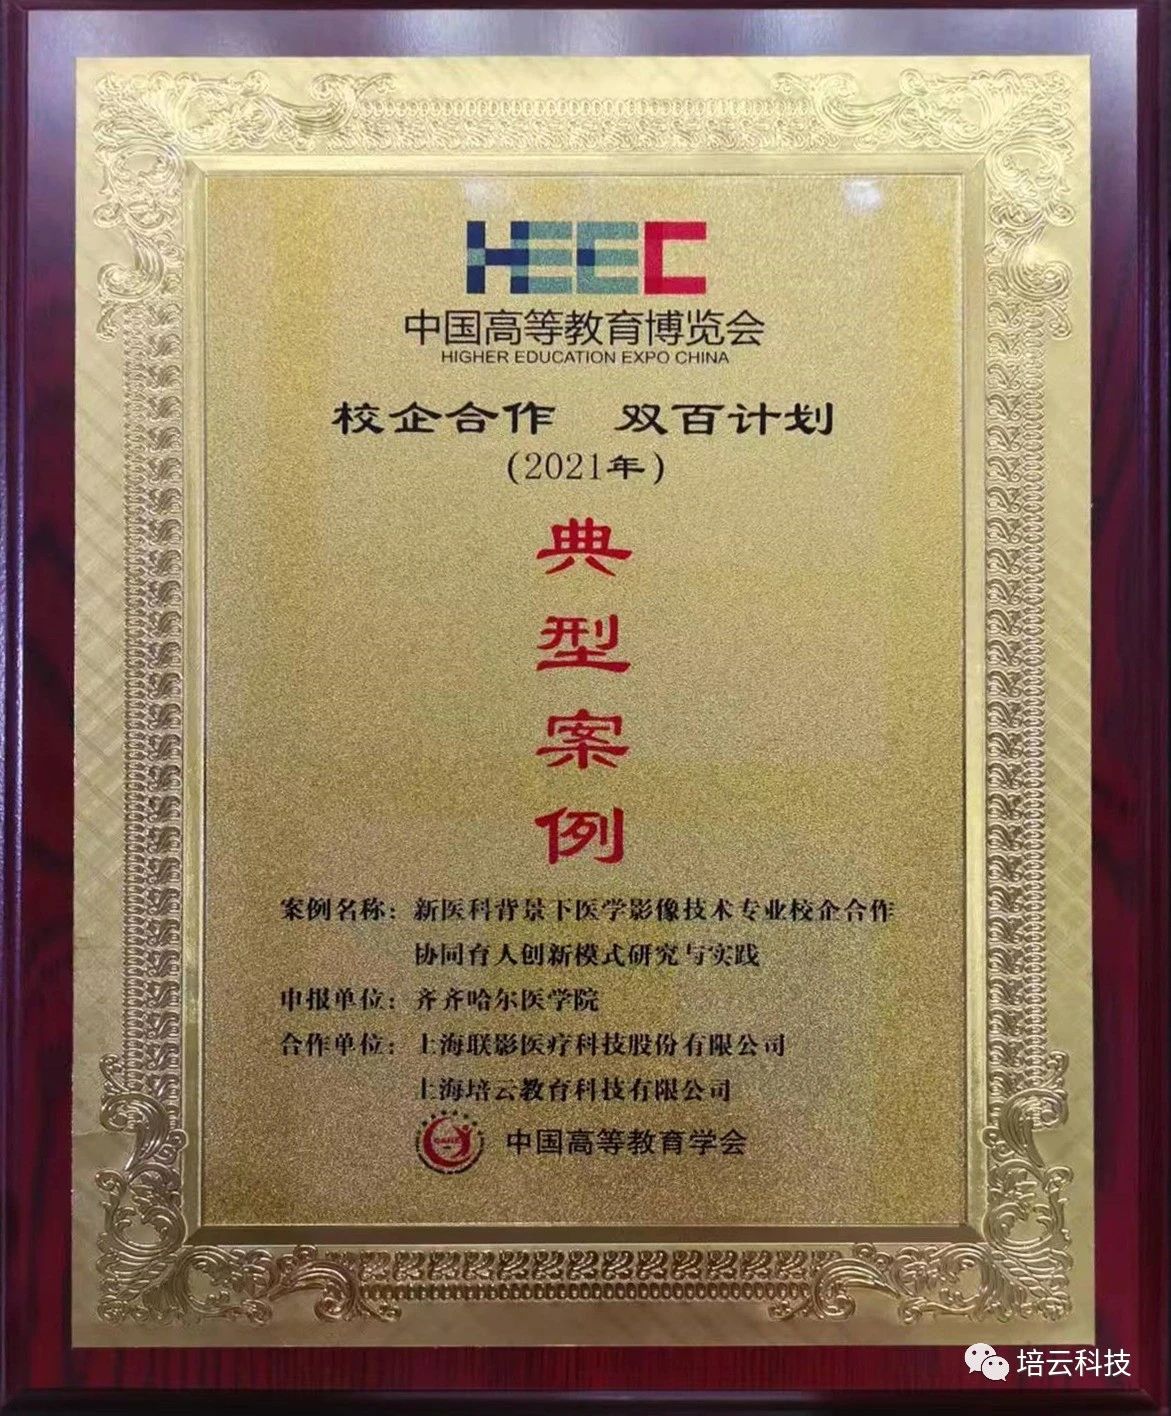 HEEC
中国高等教育博览会
HIGHER EDUCATION EXPO CHINA
校企合作 双百计划
(2021年)
典
型
案
例
案例名称：新医科背景下医学影像技术专业校企合作
协同育人创新模式研究与实践
申报单位：齐齐哈尔医学院
合作单位：上海联影医疗科技股份有限公司
上海培云教育科技有限公司
中国高等教育学会
培云科技